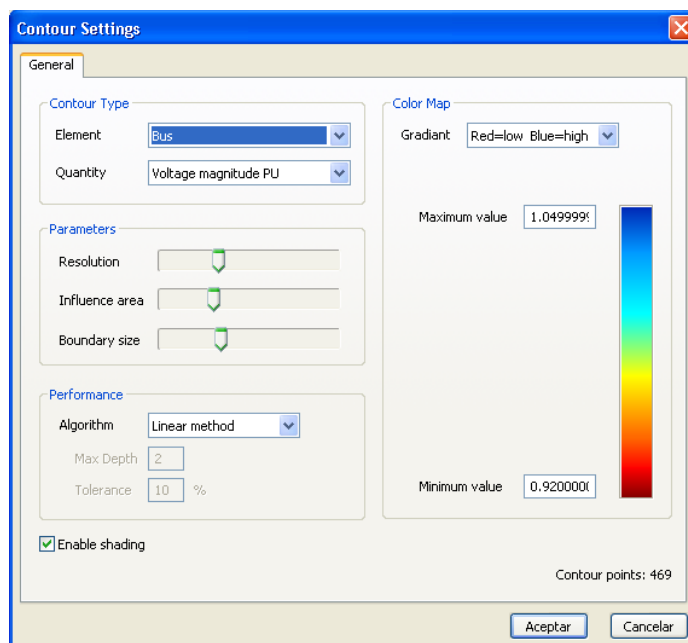 Contour Settings
General
Contour Type
Element Bus
Quantity Voltage magnitude PU
Parameters
Resolution
Influence area
Boundary size
Performance
Algorithm Linear method
Max Depth 2
Tolerance 10 %
Enable shading
Color Map
Gradiant Red=low Blue=high
Maximum value 1.0499999
Minimum value 0.9200000
Contour points: 469
Aceptar Cancelar